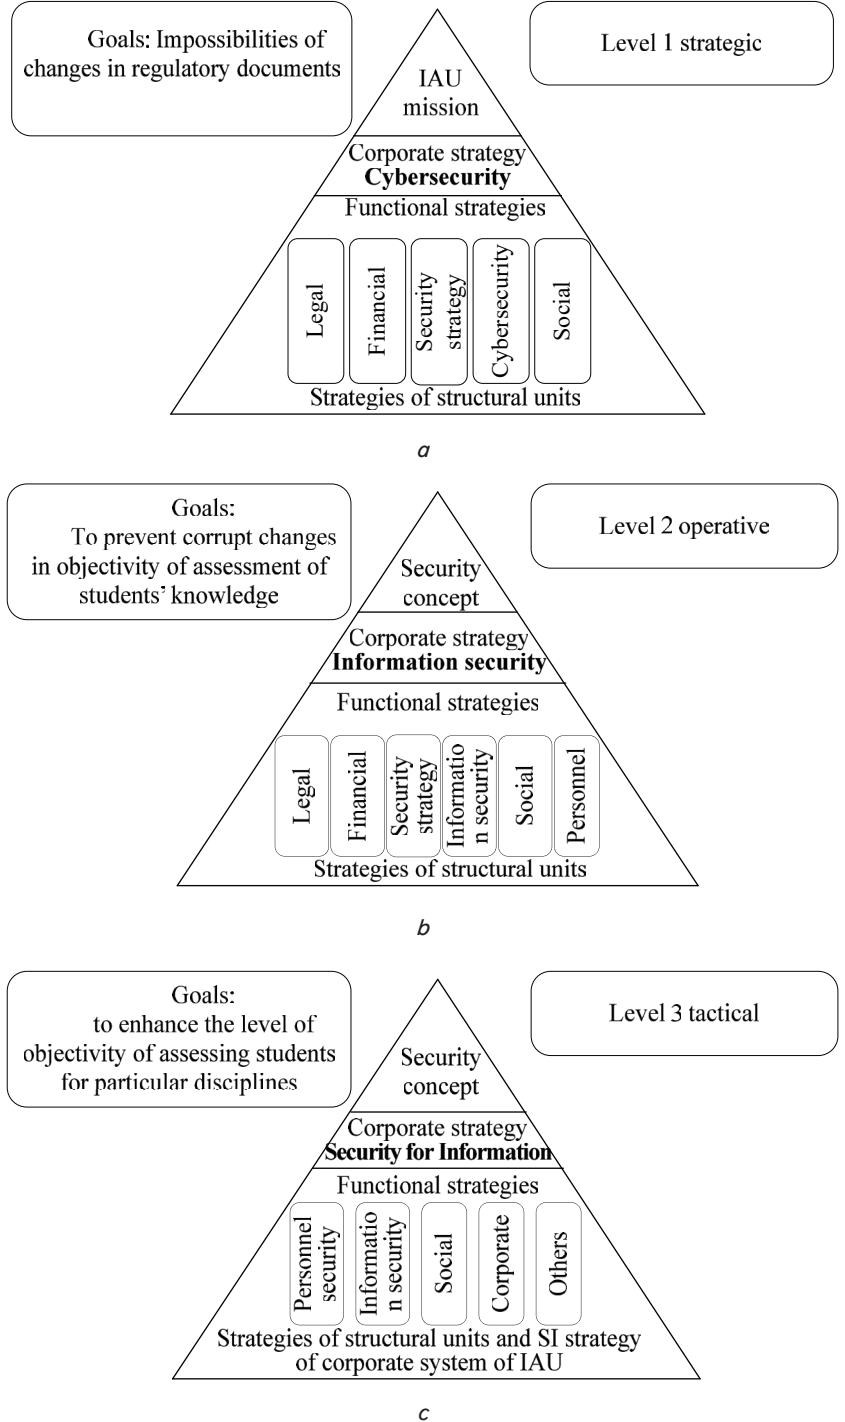 Goals: Impossibilities of
changes in regulatory documents
Level 1 strategic
IAU
mission
Corporate strategy
Cybersecurity
Functional strategies
Legal
Financial
Security
strategy
Cybersecurity
Social
Strategies of structural units
a
Goals:
To prevent corrupt changes
in objectivity of assessment of
students’ knowledge
Level 2 operative
Security
concept
Corporate strategy
Information security
Functional strategies
Legal
Financial
Security
strategy
Informatio
n security
Social
Personnel
Strategies of structural units
b
Goals:
to enhance the level of
objectivity of assessing students
for particular disciplines
Level 3 tactical
Security
concept
Corporate strategy
Security for Information
Functional strategies
Personnel
security
Informatio
n security
Social
Corporate
Others
Strategies of structural units and SI strategy
of corporate system of IAU
c